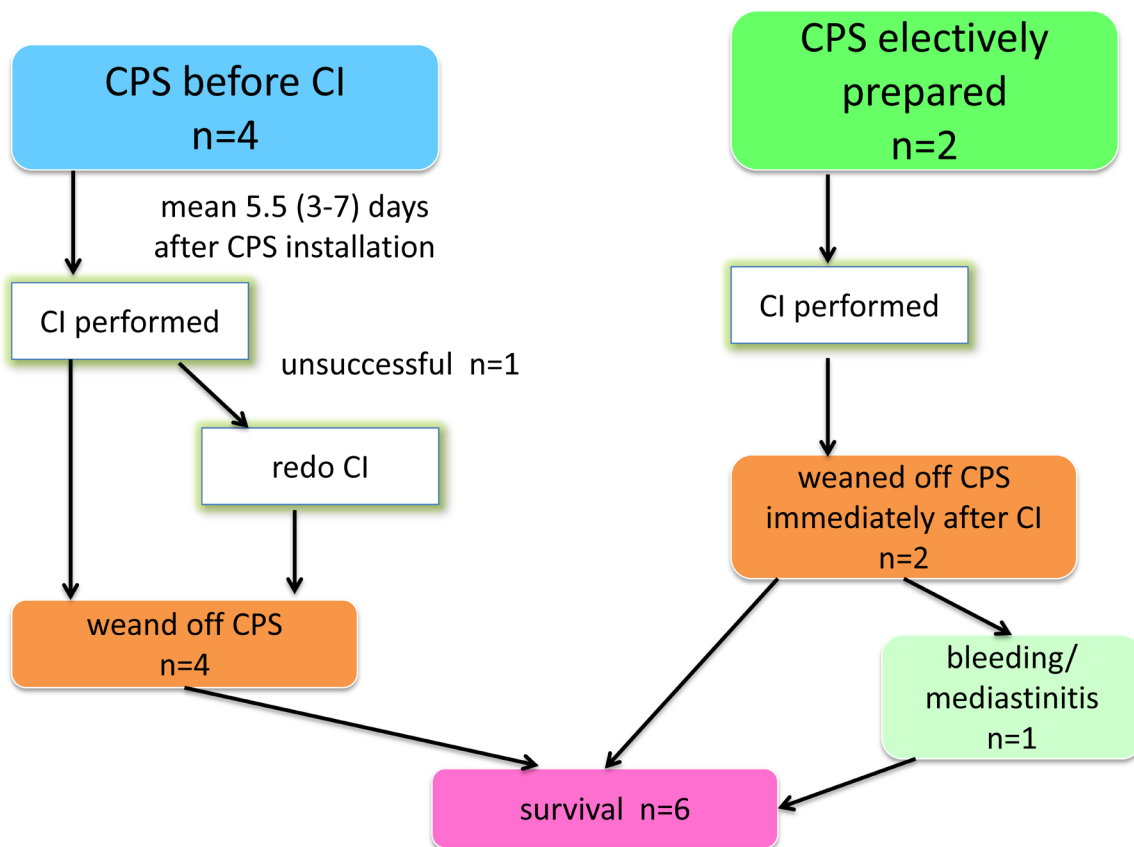 CPS before CI
n=4
mean 5.5 (3-7) days
after CPS installation
CI performed
unsuccessful  n=1
redo CI
weand off CPS
n=4
CPS electively
prepared
n=2
CI performed
weaned off CPS
immediately after CI
n=2
bleeding/
mediastinitis
n=1
survival  n=6